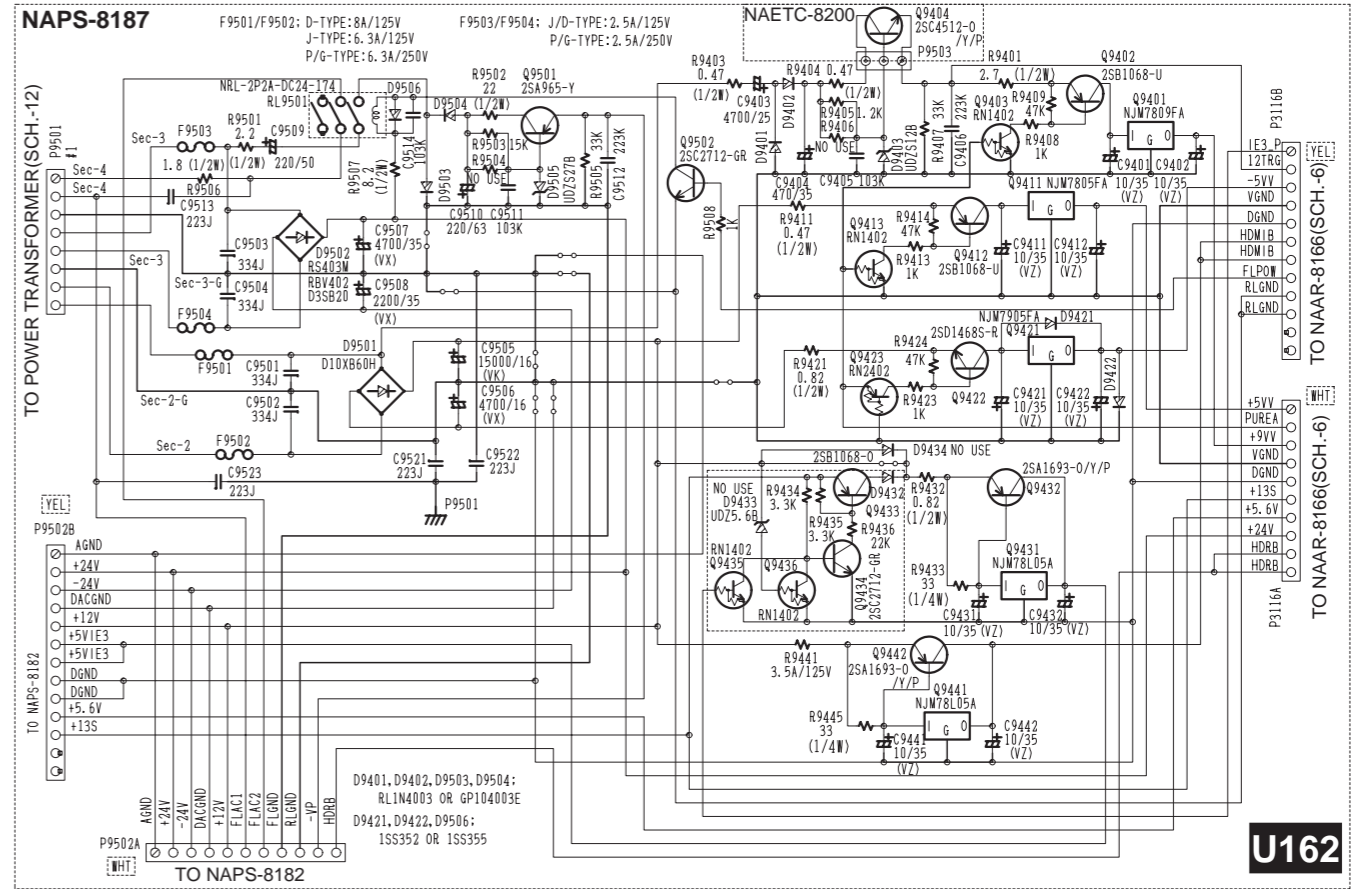 NAPS-8187
F9501/F9502: D-TYPE:8A/125V
J-TYPE:6.3A/125V
P/G-TYPE:6.3A/250V
F9503/F9504: J/D-TYPE:2.5A/125V
P/G-TYPE:2.5A/250V
NAETC-8200
Q9404
2SC4512-O
/Y/P
P9503
TO POWER TRANSFORMER(SCH.-12)
P9501
#1
Sec-4
Sec-4
Sec-3
Sec-3
Sec-3-G
Sec-2-G
Sec-2
F9503
F9504
F9501
F9502
NRL-2P2A-DC24-174
RL9501
R9501
2.2
(1/2W)
C9509
220/50
1.8 (1/2W)
R9506
C9513
223J
R9507
8.2
(1/2W)
D9506
C9514
103K
D9504
R9502
22
(1/2W)
Q9501
2SA965-Y
R9503
15K
R9504
NO USE
D9503
C9510
220/63
C9511
103K
D9505
UDZS27B
R9505
33K
C9512
223K
C9503
334J
C9504
334J
D9502
RS403M
RBV402
D3SB20
C9507
4700/35
(VX)
C9508
2200/35
(VX)
D9501
D10XB60H
C9501
334J
C9502
334J
C9505
15000/16
(VK)
C9506
4700/16
(VX)
C9523
223J
C9521
223J
C9522
223J
P9501
Q9502
2SC2712-GR
R9508
1K
R9403
0.47
(1/2W)
C9403
4700/25
D9401
D9402
R9404 0.47
(1/2W)
R9405 1.2K
R9406
NO USE
C9404
470/35
C9405 103K
D9403
UDZS12B
R9407
33K
C9406
223K
R9401
2.7 (1/2W)
Q9402
2SB1068-U
Q9403
RN1402
R9409
47K
R9408
1K
Q9401
NJM7809FA
I G O
C9401
10/35
(VZ)
C9402
10/35
(VZ)
Q9411 NJM7805FA
I G O
R9411
0.47
(1/2W)
Q9413
RN1402
R9414
47K
R9413
1K
Q9412
2SB1068-U
C9411
10/35
(VZ)
C9412
10/35
(VZ)
NJM7905FA
Q9421
I G O
D9421
D9422
2SD1468S-R
R9421
0.82
(1/2W)
Q9423
RN2402
R9424
47K
R9423
1K
Q9422
C9421
10/35
(VZ)
C9422
10/35
(VZ)
D9434 NO USE
2SB1068-O
NO USE
D9433
UDZ5.6B
R9434
3.3K
R9435
3.3K
D9432
Q9433
R9436
22K
RN1402
Q9435
Q9436
RN1402
Q9434
2SC2712-GR
R9432
0.82
(1/2W)
2SA1693-O/Y/P
Q9432
R9433
33
(1/4W)
Q9431
NJM78L05A
I G O
C9431
10/35 (VZ)
C9432
10/35 (VZ)
R9441
3.5A/125V
Q9442
2SA1693-O
/Y/P
Q9441
NJM78L05A
I G O
R9445
33
(1/4W)
C9441
10/35
(VZ)
C9442
10/35
(VZ)
P3116B
YEL
IE3_P
12TRG
-5VV
VGND
DGND
HDMIB
HDMIB
FLPOW
RLGND
RLGND
TO NAAR-8166(SCH.-6)
WHT
+5VV
PUREA
+9VV
VGND
DGND
+13S
+5.6V
+24V
HDRB
HDRB
P3116A
TO NAAR-8166(SCH.-6)
YEL
P9502B
AGND
+24V
-24V
DACGND
+12V
+5VIE3
+5VIE3
DGND
DGND
+5.6V
+13S
TO NAPS-8182
AGND
+24V
-24V
DACGND
+12V
FLAC1
FLAC2
FLGND
RLGND
-VP
HDRB
P9502A
WHT
TO NAPS-8182
D9401,D9402,D9503,D9504:
RL1N4003 OR GP104003E
D9421,D9422,D9506:
1SS352 OR 1SS355
U162